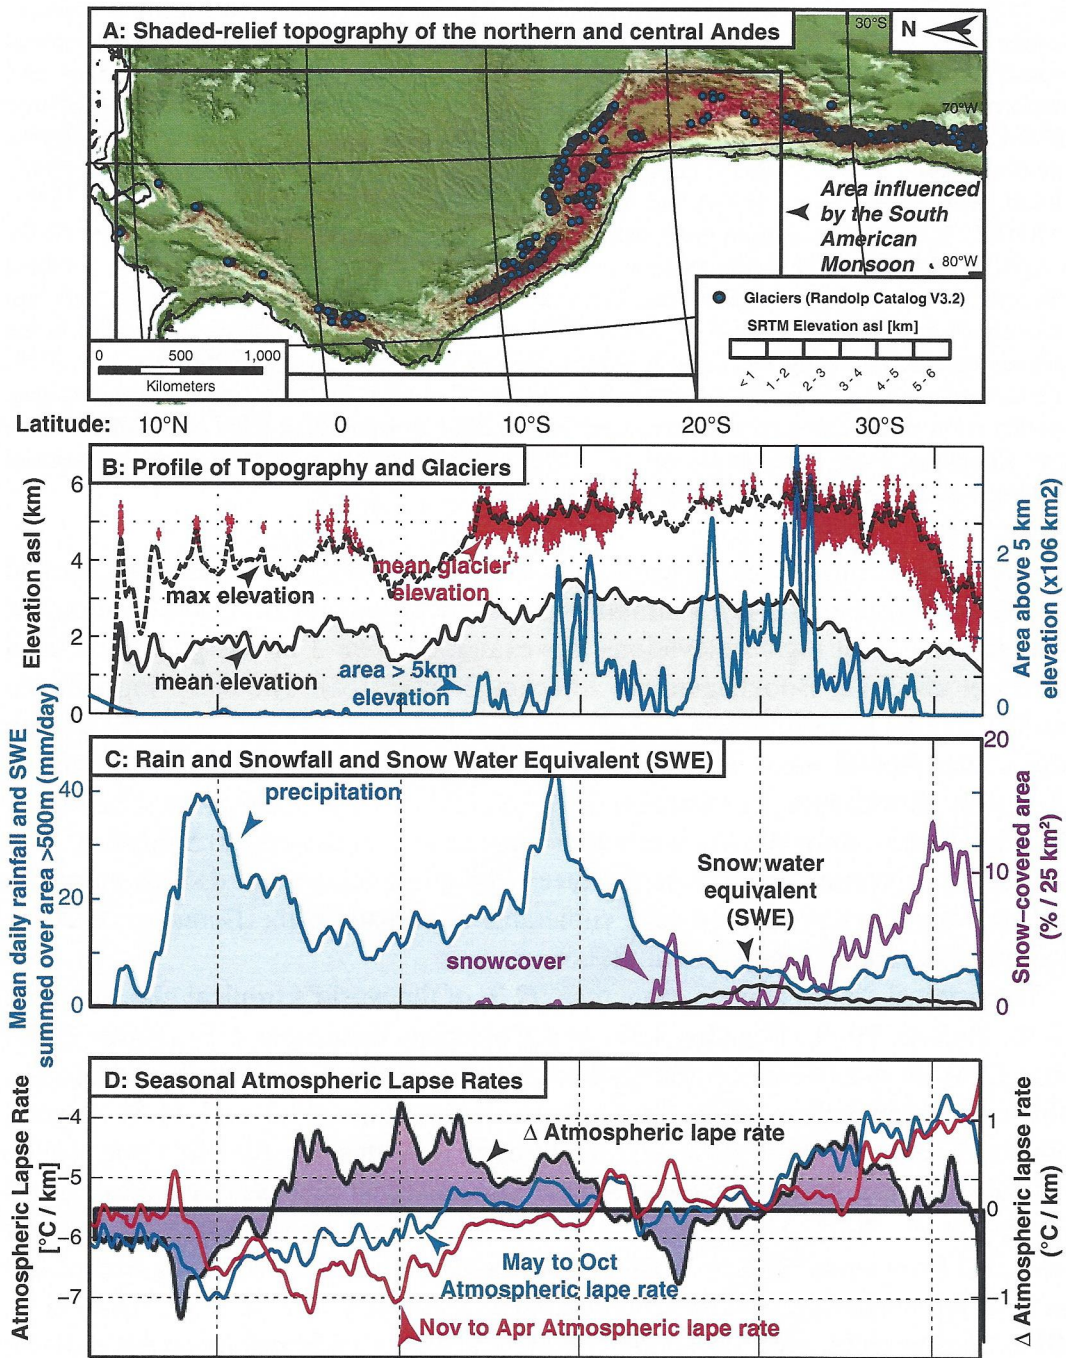 A: Shaded-relief topography of the northern and central Andes
30°S
N
70°W
Area influenced
by the South
American
Monsoon
80°W
Glaciers (Randolp Catalog V3.2)
SRTM Elevation asl [km]
<1 1-2 2-3 3-4 4-5 5-6
0 500 1,000
Kilometers
Latitude: 10°N 0 10°S 20°S 30°S
B: Profile of Topography and Glaciers
Elevation asl (km)
6
4
2
0
max elevation
mean glacier
elevation
mean elevation
area > 5km
elevation
Area above 5 km
elevation (x106 km2)
2
0
C: Rain and Snowfall and Snow Water Equivalent (SWE)
Mean daily rainfall and SWE
summed over area >500m (mm/day)
40
20
0
precipitation
Snow water
equivalent
(SWE)
snowcover
20
10
0
Snow-covered area
(% / 25 km²)
D: Seasonal Atmospheric Lapse Rates
Atmospheric Lapse Rate
[°C / km]
-4
-5
-6
-7
Δ Atmospheric lape rate
May to Oct
Atmospheric lape rate
Nov to Apr Atmospheric lape rate
1
0
-1
Δ Atmospheric lapse rate
(°C / km)